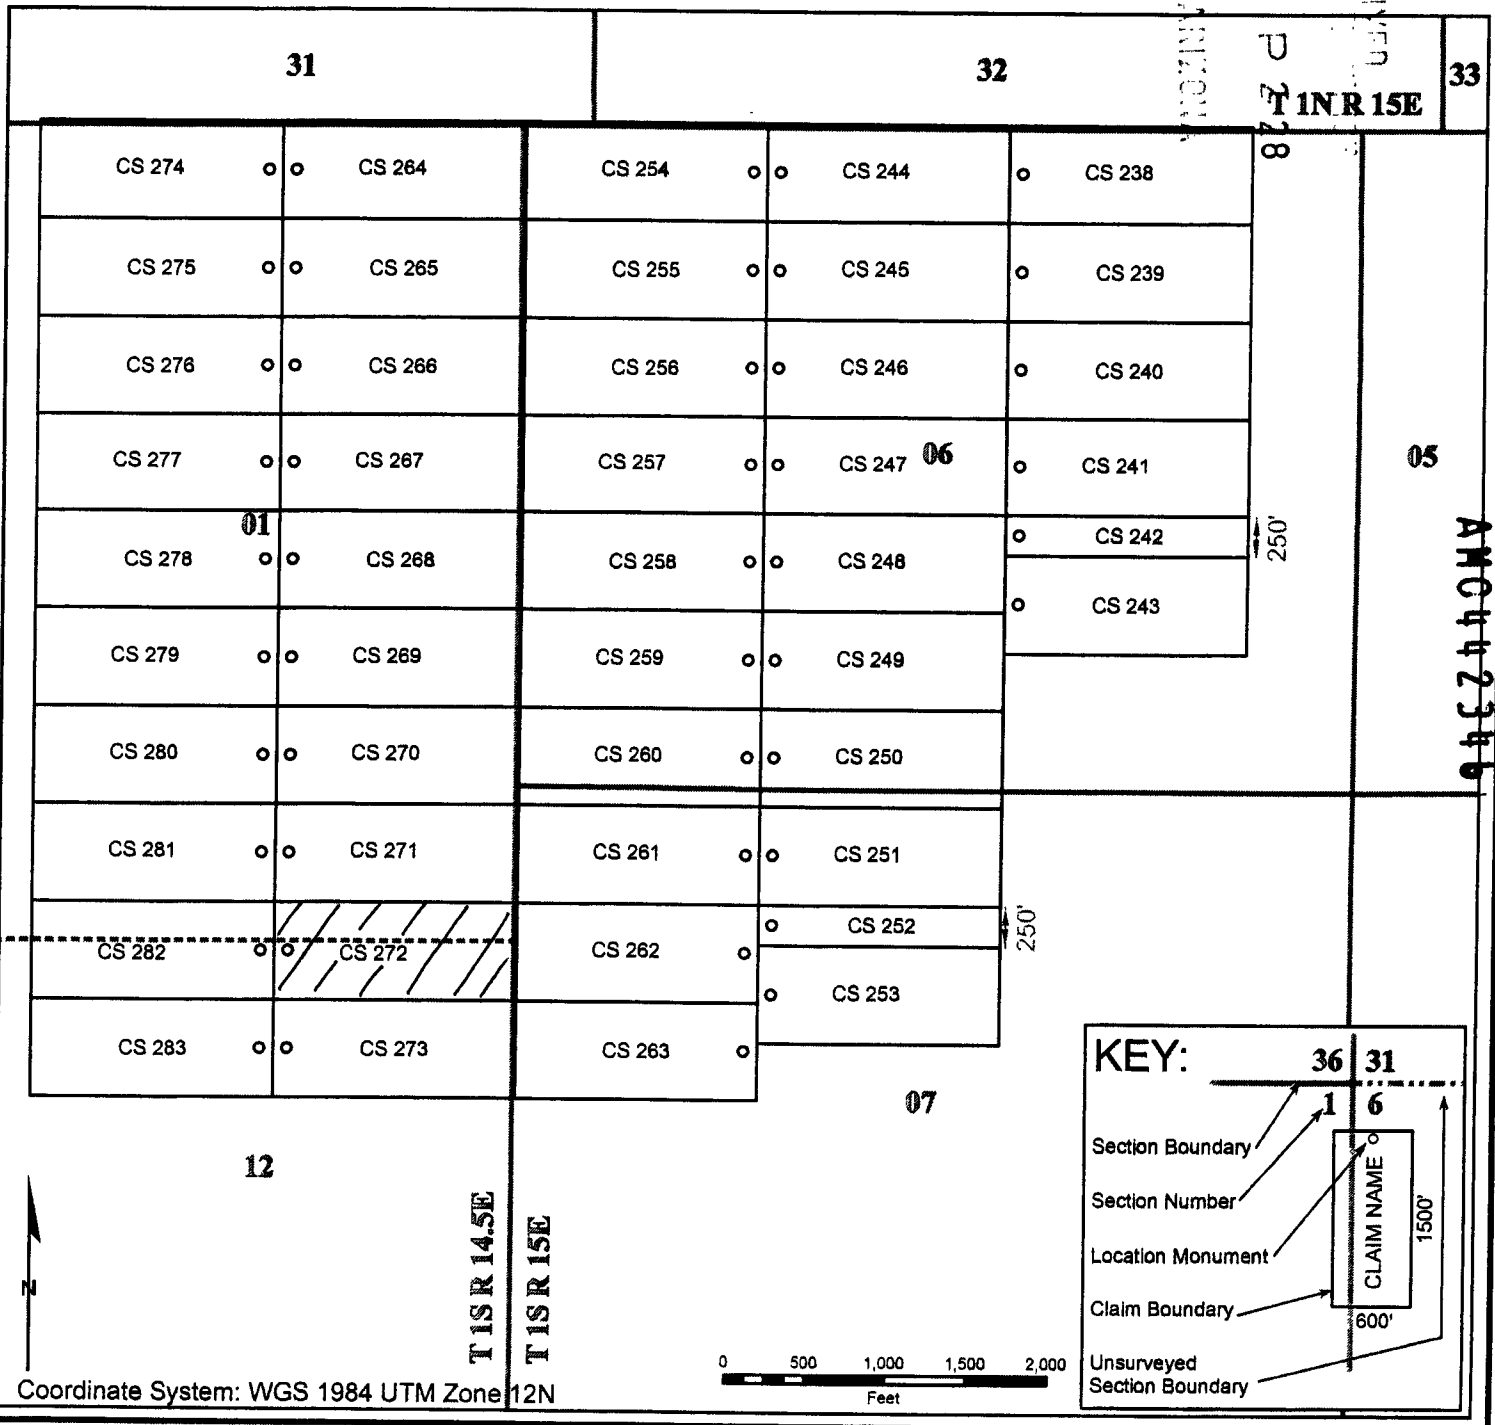 31 32 33
T 1N R 15E
P 2 28
CS 274 CS 264 CS 254 CS 244 CS 238
CS 275 CS 265 CS 255 CS 245 CS 239
CS 276 CS 266 CS 256 CS 246 CS 240
CS 277 CS 267 CS 257 CS 247 06 CS 241 05
01
CS 278 CS 268 CS 258 CS 248 CS 242 250'
CS 243
CS 279 CS 269 CS 259 CS 249
CS 280 CS 270 CS 260 CS 250
CS 281 CS 271 CS 261 CS 251
CS 282 CS 272 CS 262 CS 252 250'
CS 253
CS 283 CS 273 CS 263
07
12
AMC442346
T 1S R 14.5E
T 1S R 15E
N
KEY:
36 31
1 6
Section Boundary
Section Number
Location Monument
Claim Boundary
Unsurveyed
Section Boundary
CLAIM NAME
1500'
600'
0 500 1,000 1,500 2,000
Feet
Coordinate System: WGS 1984 UTM Zone 12N